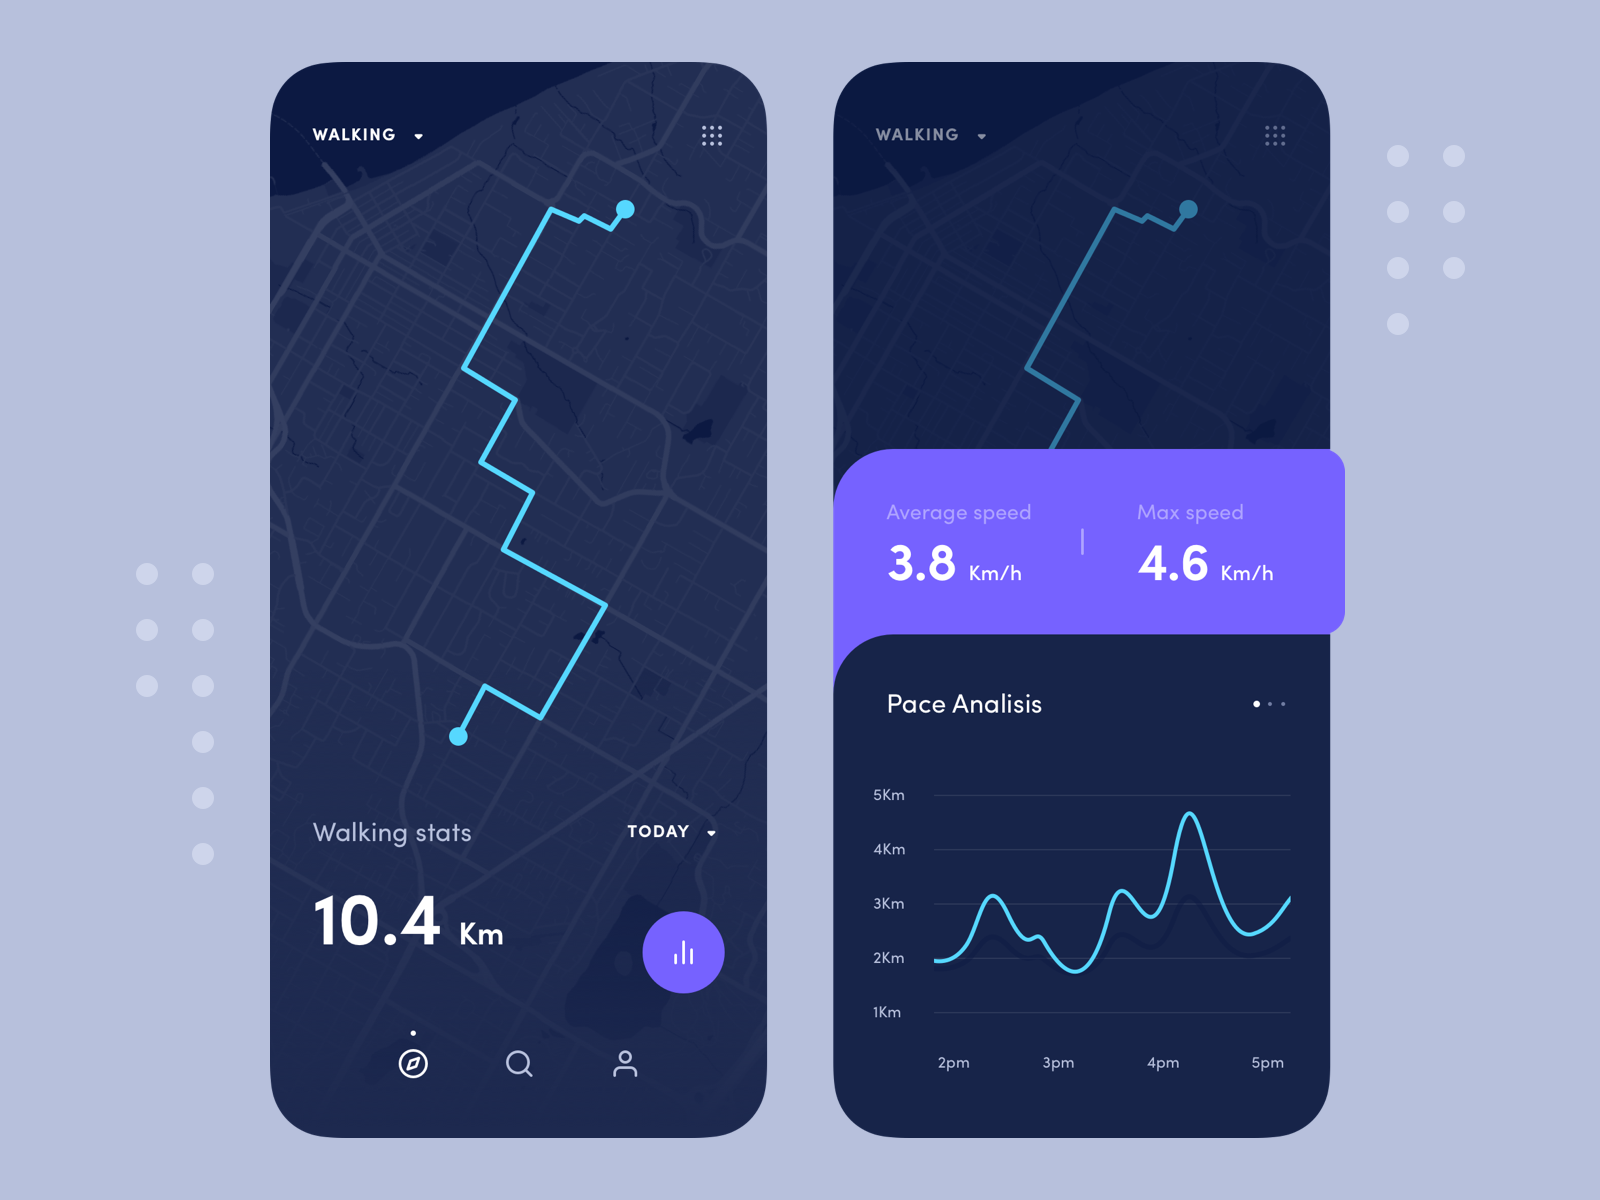 WALKING
Walking stats
TODAY
10.4 Km
WALKING
Average speed
Max speed
3.8 Km/h
4.6 Km/h
Pace Analisis
5Km
4Km
3Km
2Km
1Km
2pm 3pm 4pm 5pm